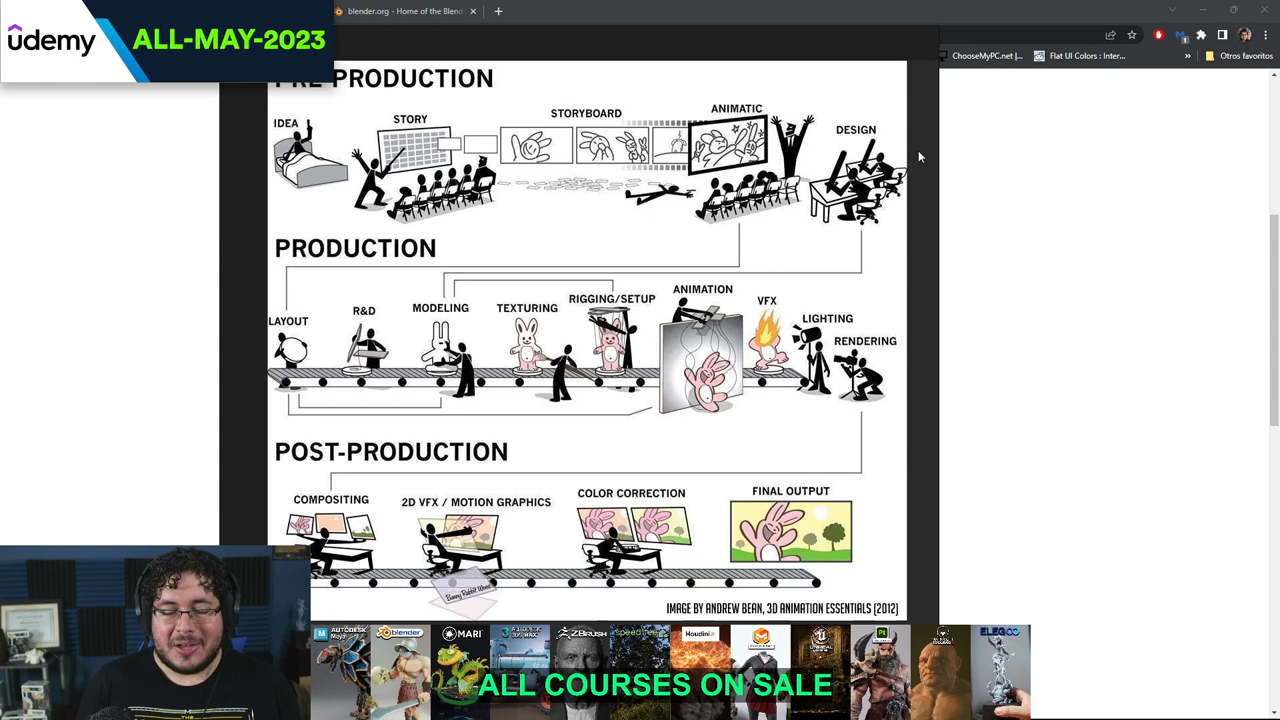 udemy
ALL-MAY-2023
blender.org - Home of the Blend
ChooseMyPC.net |
Flat UI Colors : Inter...
Otros favoritos
PRE-PRODUCTION
IDEA
STORY
STORYBOARD
ANIMATIC
DESIGN
PRODUCTION
LAYOUT
R&D
MODELING
TEXTURING
RIGGING/SETUP
ANIMATION
VFX
LIGHTING
RENDERING
POST-PRODUCTION
COMPOSITING
2D VFX / MOTION GRAPHICS
COLOR CORRECTION
FINAL OUTPUT
IMAGE BY ANDREW BEAN, 3D ANIMATION ESSENTIALS (2012)
AUTODESK
Maya
blender
MARI
ZBRUSH
speedtree
Houdini
ELEGOO
ALL COURSES ON SALE